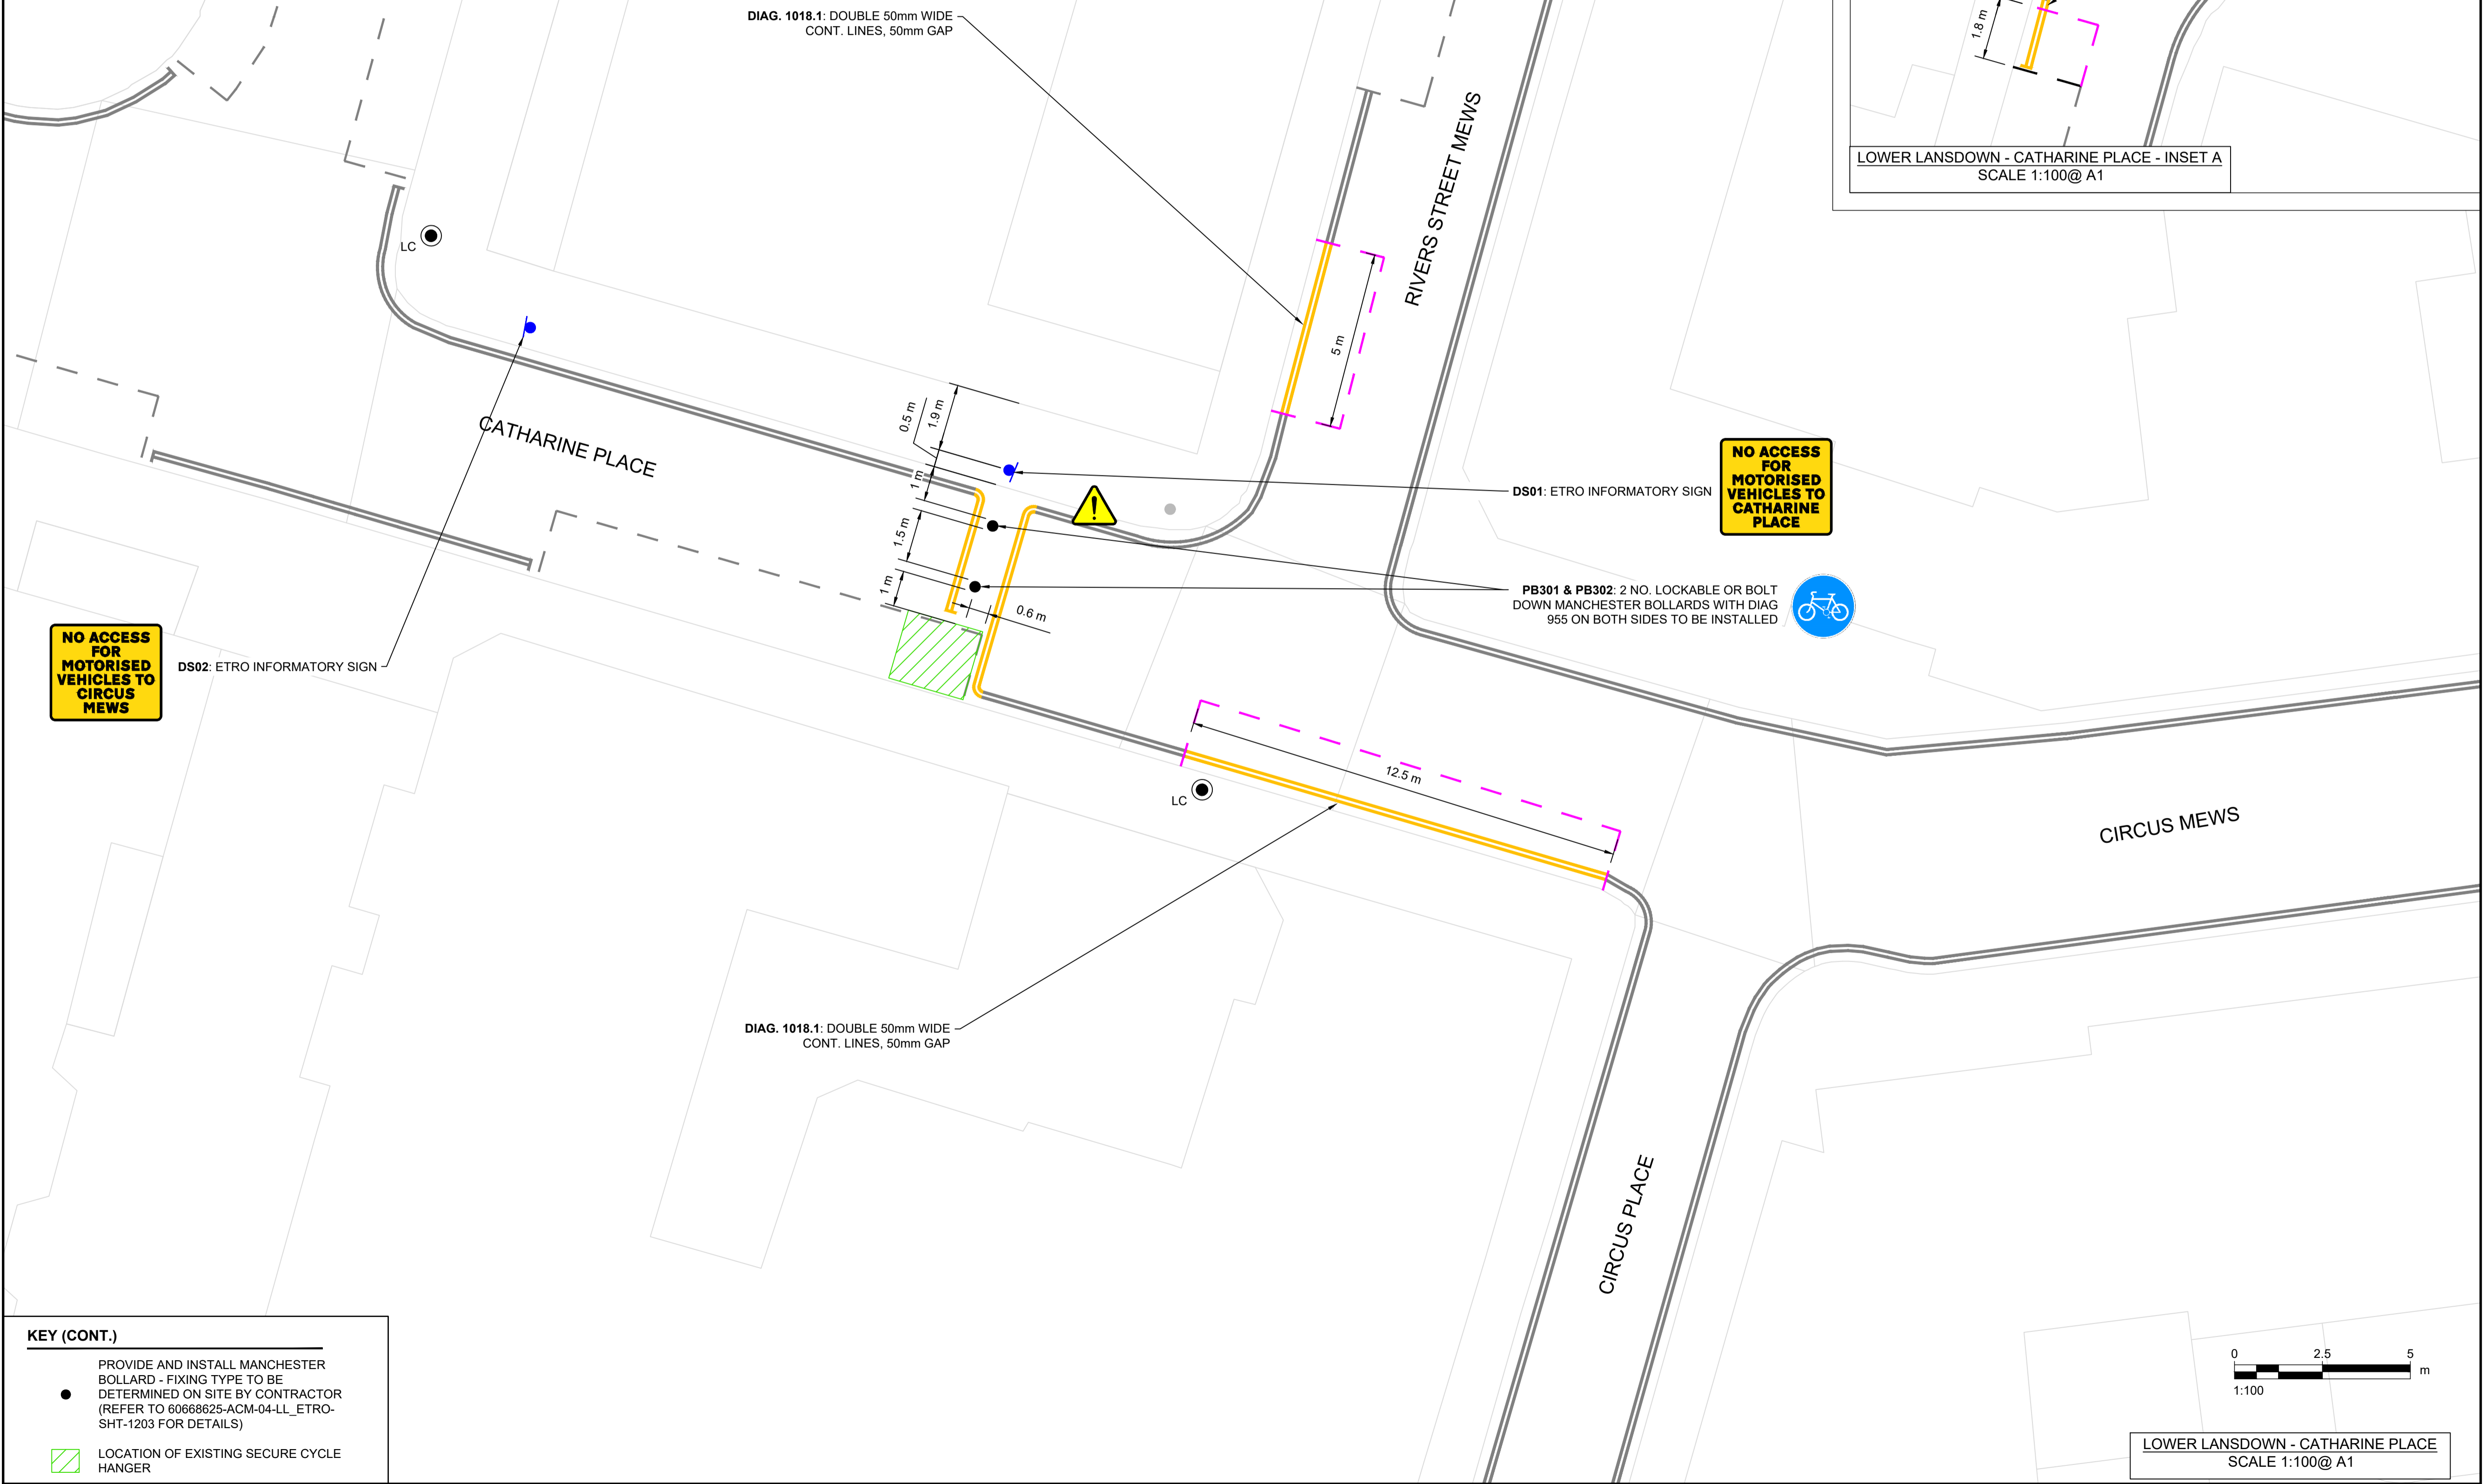 DIAG. 1018.1: DOUBLE 50mm WIDE
CONT. LINES, 50mm GAP
1.8 m
LOWER LANSDOWN - CATHARINE PLACE - INSET A
SCALE 1:100@ A1
RIVERS STREET MEWS
LC
5 m
CATHARINE PLACE
0.5 m
1.9 m
1 m
1.5 m
1 m
0.6 m
DS01: ETRO INFORMATORY SIGN
NO ACCESS
FOR
MOTORISED
VEHICLES TO
CATHARINE
PLACE
PB301 & PB302: 2 NO. LOCKABLE OR BOLT
DOWN MANCHESTER BOLLARDS WITH DIAG
955 ON BOTH SIDES TO BE INSTALLED
NO ACCESS
FOR
MOTORISED
VEHICLES TO
CIRCUS
MEWS
DS02: ETRO INFORMATORY SIGN
12.5 m
LC
CIRCUS MEWS
DIAG. 1018.1: DOUBLE 50mm WIDE
CONT. LINES, 50mm GAP
CIRCUS PLACE
KEY (CONT.)
PROVIDE AND INSTALL MANCHESTER
BOLLARD - FIXING TYPE TO BE
DETERMINED ON SITE BY CONTRACTOR
(REFER TO 60668625-ACM-04-LL_ETRO-
SHT-1203 FOR DETAILS)
LOCATION OF EXISTING SECURE CYCLE
HANGER
0 2.5 5
m
1:100
LOWER LANSDOWN - CATHARINE PLACE
SCALE 1:100@ A1